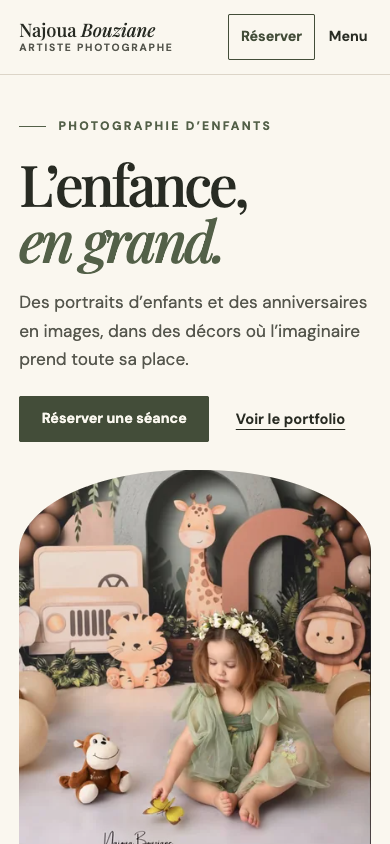 Najoua Bouziane
ARTISTE PHOTOGRAPHE
Réserver
Menu
PHOTOGRAPHIE D’ENFANTS
L’enfance,
en grand.
Des portraits d’enfants et des anniversaires
en images, dans des décors où l’imaginaire
prend toute sa place.
Réserver une séance
Voir le portfolio